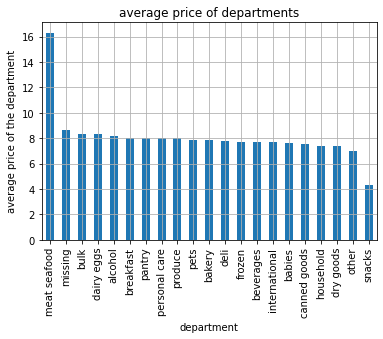 average price of departments
average price of the department
16
14
12
10
8
6
4
2
0
meat seafood
missing
bulk
dairy eggs
alcohol
breakfast
pantry
personal care
produce
pets
bakery
deli
frozen
beverages
international
babies
canned goods
household
dry goods
other
snacks
department